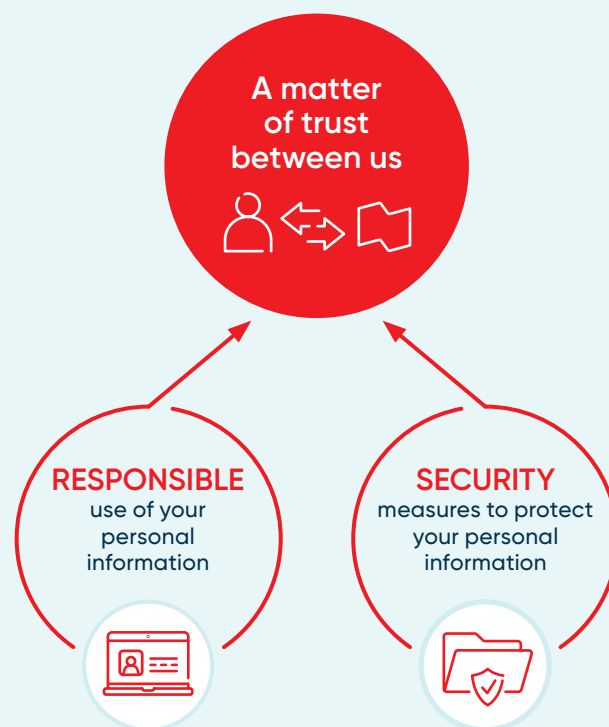 A matter
of trust
between us
RESPONSIBLE
use of your
personal
information
SECURITY
measures to protect
your personal
information